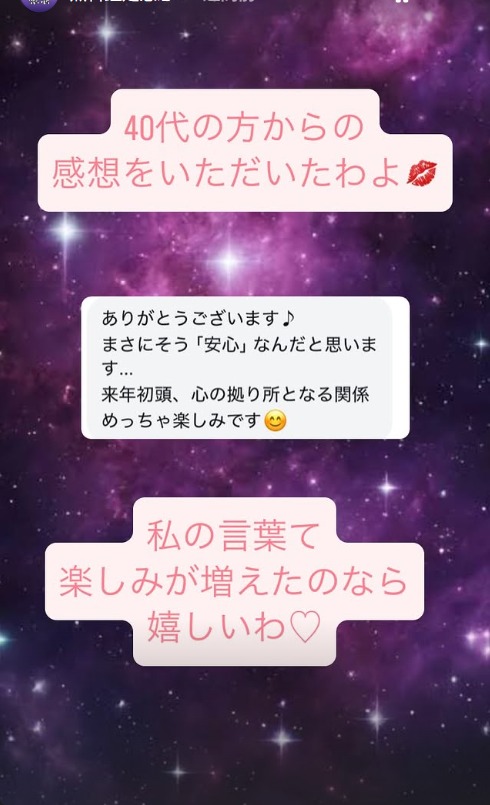 40代の方からの
感想をいただいたわよ💋
ありがとうございます♪
まさにそう「安心」なんだと思いま
す...
来年初頭、心の拠り所となる関係
めっちゃ楽しみです😊
私の言葉て
楽しみが増えたのなら
嬉しいわ♡